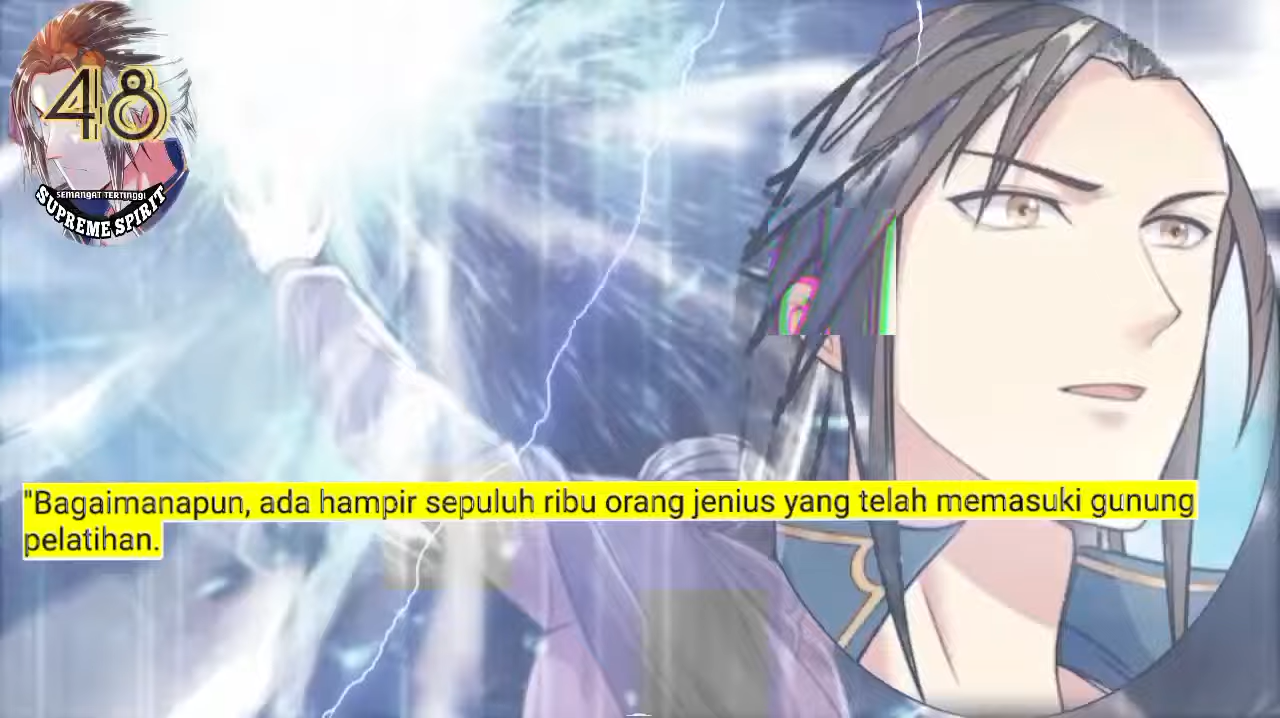 48
SEMANGAT TERTINGGI
SUPREME SPIRIT
"Bagaimanapun, ada hampir sepuluh ribu orang jenius yang telah memasuki gunung
pelatihan.